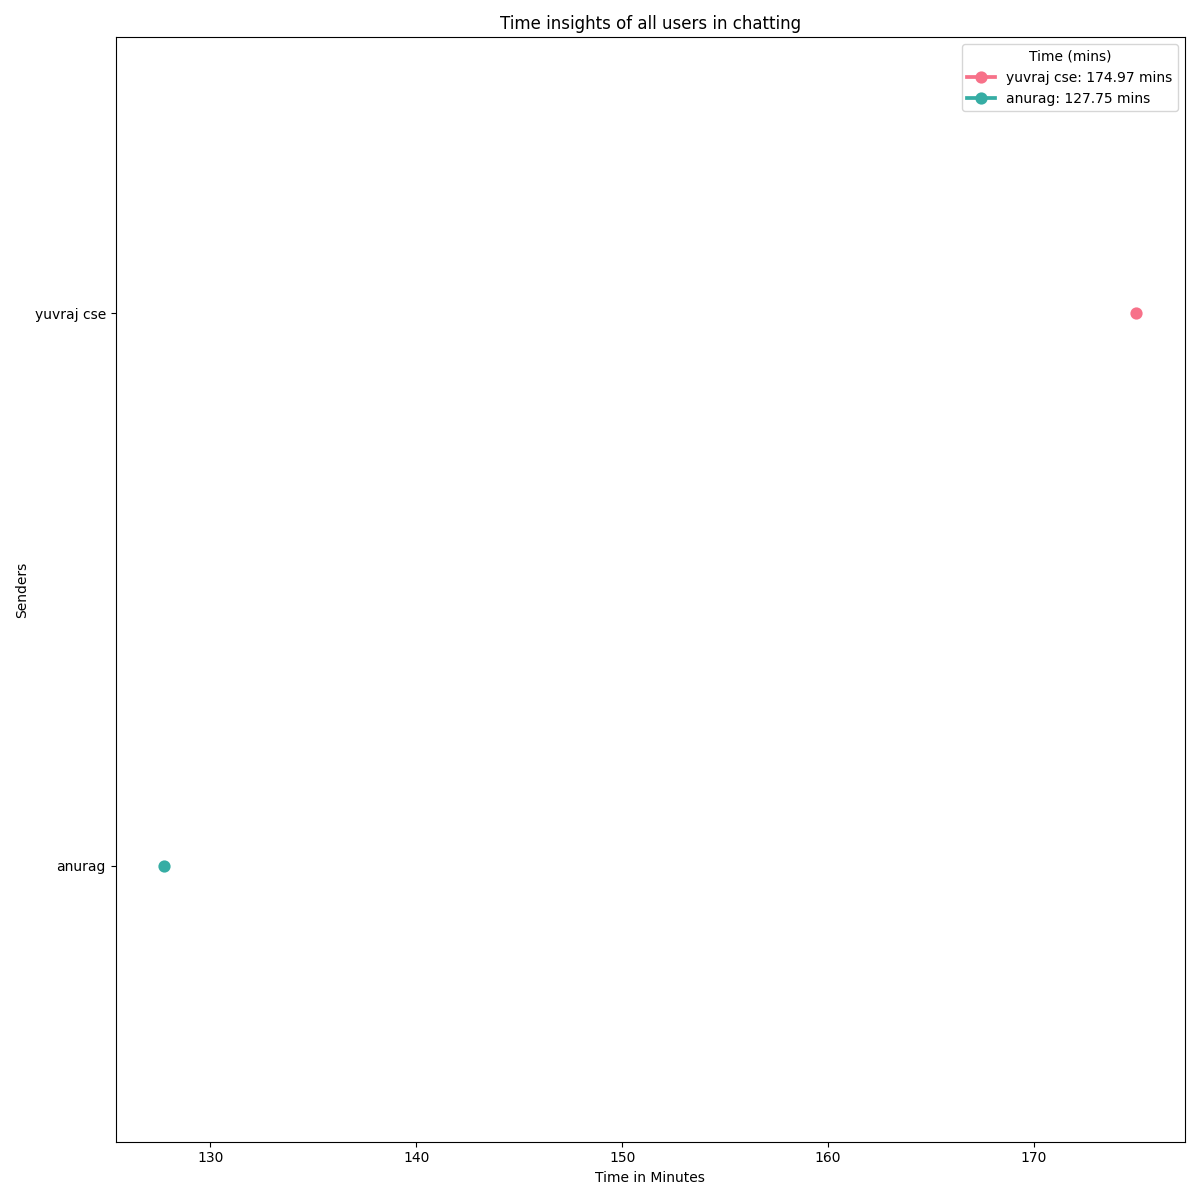 Time insights of all users in chatting
Time (mins)
yuvraj cse: 174.97 mins
anurag: 127.75 mins
yuvraj cse
Senders
anurag
130 140 150 160 170
Time in Minutes